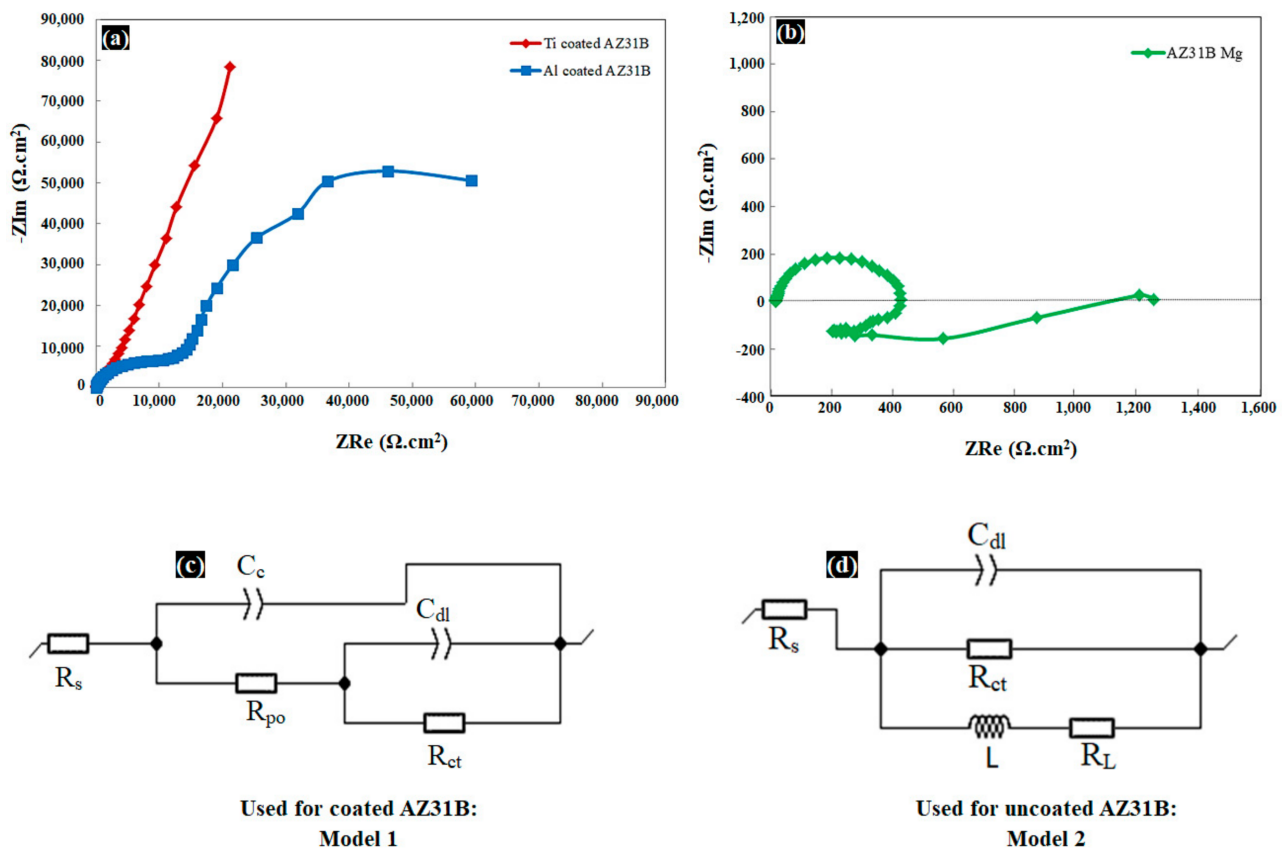 (a)
90,000
80,000
70,000
60,000
50,000
40,000
30,000
20,000
10,000
0
-ZIm (Ω.cm²)
Ti coated AZ31B
Al coated AZ31B
0 10,000 20,000 30,000 40,000 50,000 60,000 70,000 80,000 90,000
ZRe (Ω.cm²)
(b)
1,200
1,000
800
600
400
200
0
-200
-400
-ZIm (Ω.cm²)
AZ31B Mg
0 200 400 600 800 1,000 1,200 1,400 1,600
ZRe (Ω.cm²)
(c)
Cc
Cdl
Rs
Rpo
Rct
Used for coated AZ31B:
Model 1
(d)
Cdl
Rs
Rct
L
RL
Used for uncoated AZ31B:
Model 2